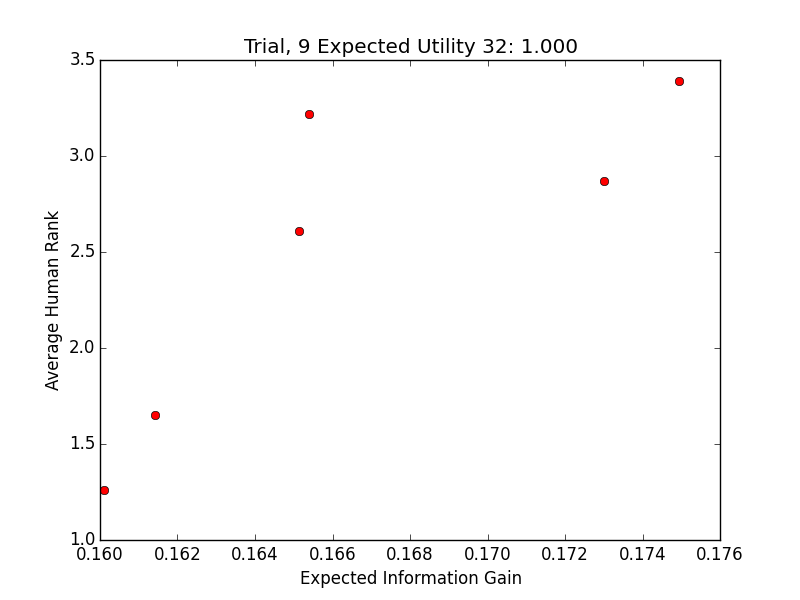 Trial, 9 Expected Utility 32: 1.000
3.5
3.0
2.5
2.0
1.5
1.0
Average Human Rank
0.160 0.162 0.164 0.166 0.168 0.170 0.172 0.174 0.176
Expected Information Gain